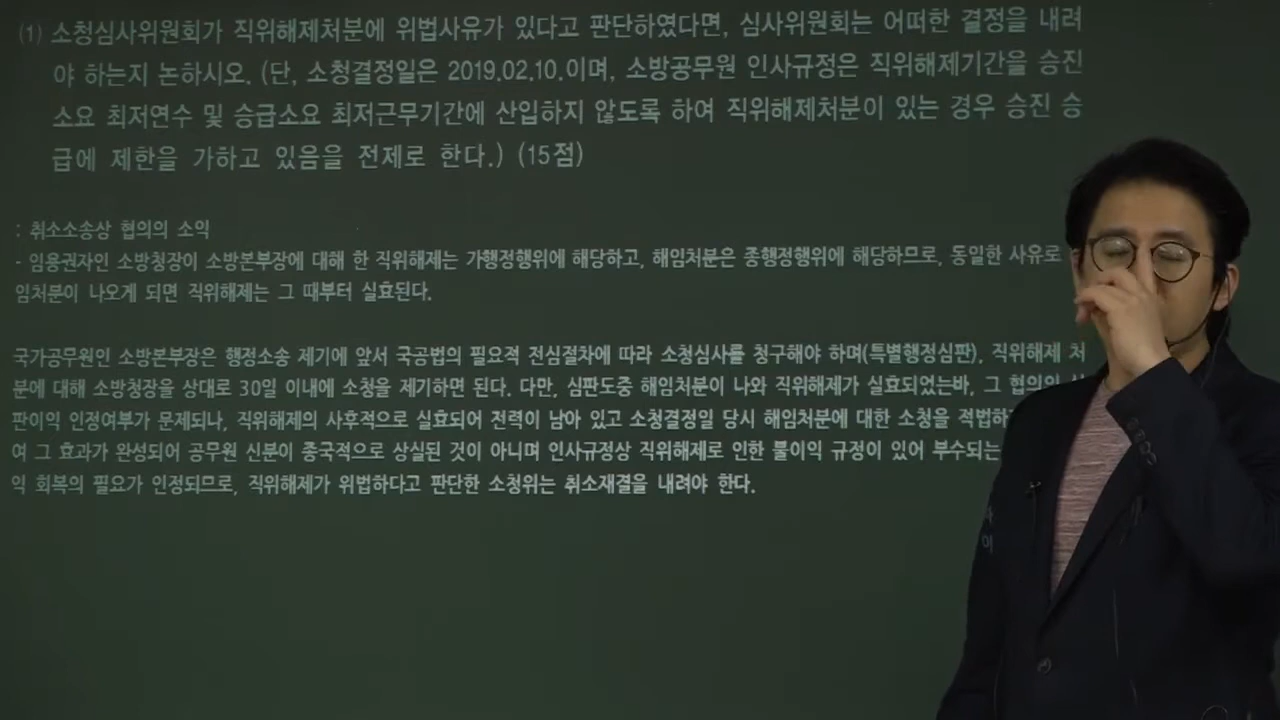 (1) 소청심사위원회가 직위해제처분에 위법사유가 있다고 판단하였다면, 심사위원회는 어떠한 결정을 내려
야 하는지 논하시오. (단, 소청결정일은 2019.02.10.이며, 소방공무원 인사규정은 직위해제기간을 승진
소요 최저연수 및 승급소요 최저근무기간에 산입하지 않도록 하여 직위해제처분이 있는 경우 승진 승
급에 제한을 가하고 있음을 전제로 한다.) (15점)
: 취소소송상 협의의 소익
- 임용권자인 소방청장이 소방본부장에 대해 한 직위해제는 가행정행위에 해당하고, 해임처분은 종행정행위에 해당하므로, 동일한 사유로
임처분이 나오게 되면 직위해제는 그 때부터 실효된다.
국가공무원인 소방본부장은 행정소송 제기에 앞서 국공법의 필요적 전심절차에 따라 소청심사를 청구해야 하며(특별행정심판), 직위해제 처
분에 대해 소방청장을 상대로 30일 이내에 소청을 제기하면 된다. 다만, 심판도중 해임처분이 나와 직위해제가 실효되었는바, 그 협의의
판이익 인정여부가 문제되나, 직위해제의 사후적으로 실효되어 전력이 남아 있고 소청결정일 당시 해임처분에 대한 소청을 적법하
여 그 효과가 완성되어 공무원 신분이 종국적으로 상실된 것이 아니며 인사규정상 직위해제로 인한 불이익 규정이 있어 부수되는
익 회복의 필요가 인정되므로, 직위해제가 위법하다고 판단한 소청위는 취소재결을 내려야 한다.